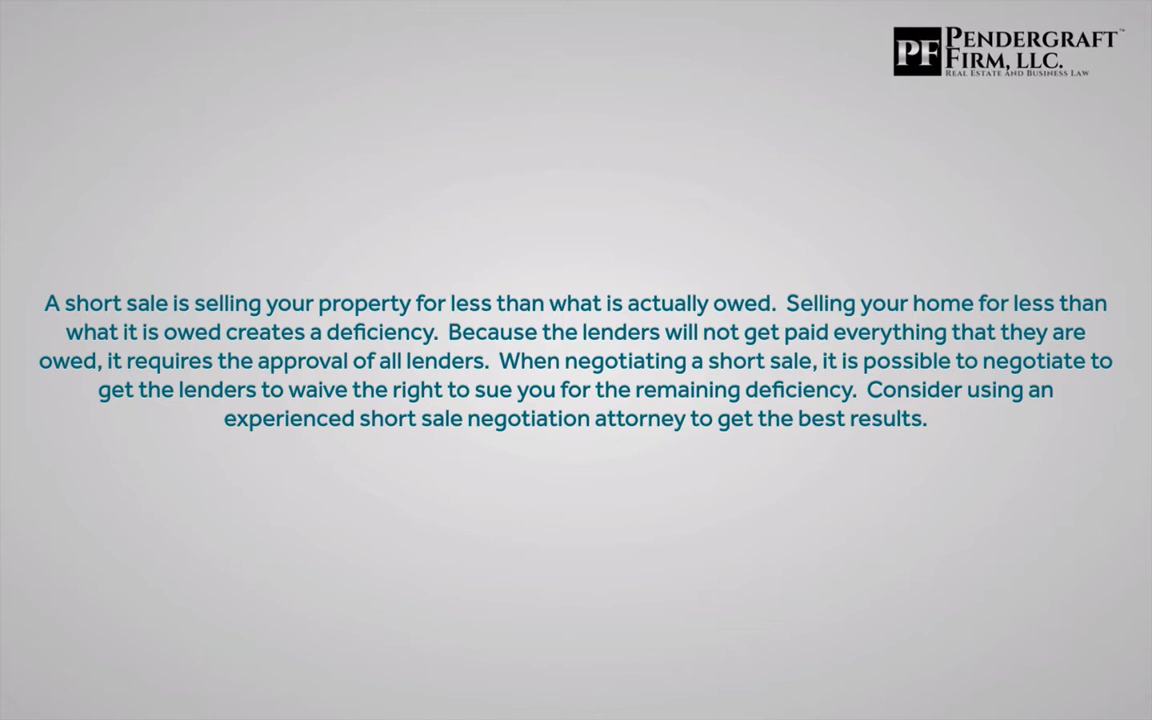 PF
PENDERGRAFT™
FIRM, LLC.
REAL ESTATE AND BUSINESS LAW
A short sale is selling your property for less than what is actually owed.  Selling your home for less than
what it is owed creates a deficiency.  Because the lenders will not get paid everything that they are
owed, it requires the approval of all lenders.  When negotiating a short sale, it is possible to negotiate to
get the lenders to waive the right to sue you for the remaining deficiency.  Consider using an
experienced short sale negotiation attorney to get the best results.